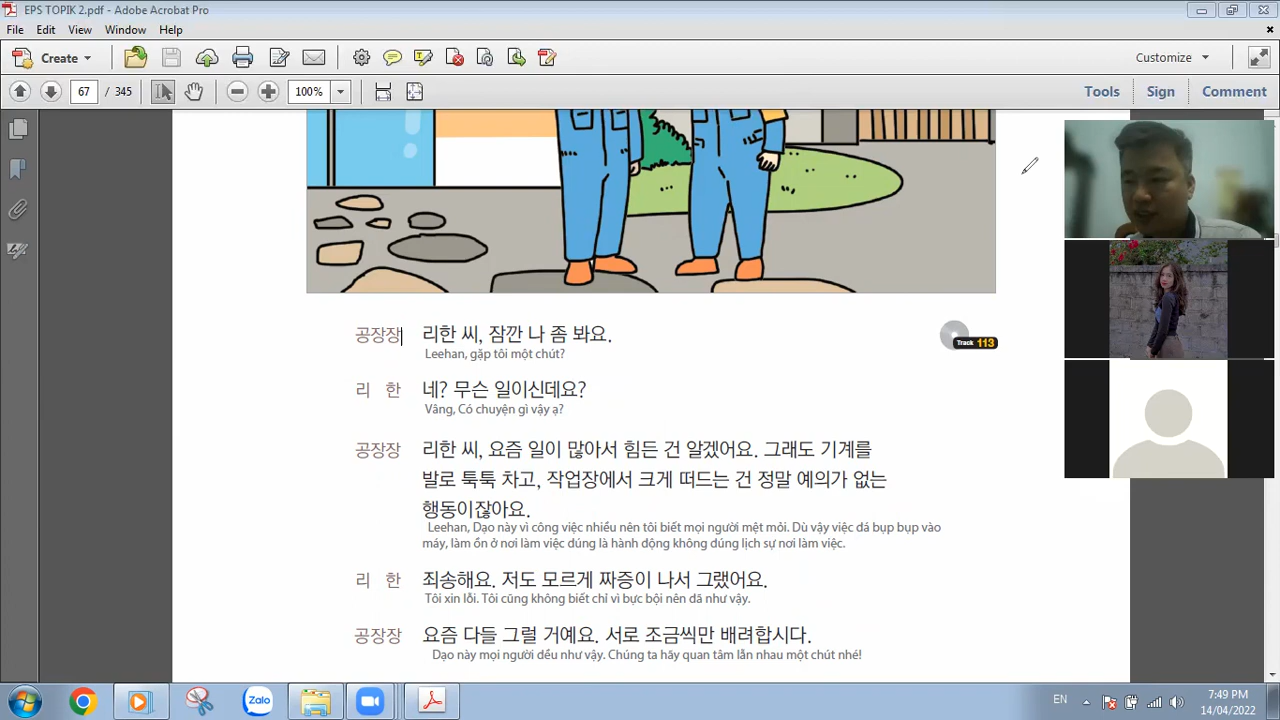 EPS TOPIK 2.pdf - Adobe Acrobat Pro
File Edit View Window Help
Create
Customize
67 / 345
100%
Tools Sign Comment
공장장 리한 씨, 잠깐 나 좀 봐요.
Leehan, gặp tôi một chút?
Track 113
리 한 네? 무슨 일이신데요?
Vâng, Có chuyện gì vậy ạ?
공장장 리한 씨, 요즘 일이 많아서 힘든 건 알겠어요. 그래도 기계를
발로 툭툭 차고, 작업장에서 크게 떠드는 건 정말 예의가 없는
행동이잖아요.
Leehan, Dạo này vì công việc nhiều nên tôi biết mọi người mệt mỏi. Dù vậy việc đá bụp bụp vào
máy, làm ồn ở nơi làm việc đúng là hành động không đúng lịch sự nơi làm việc.
리 한 죄송해요. 저도 모르게 짜증이 나서 그랬어요.
Tôi xin lỗi. Tôi cũng không biết chỉ vì bực bội nên đã như vậy.
공장장 요즘 다들 그럴 거예요. 서로 조금씩만 배려합시다.
Dạo này mọi người đều như vậy. Chúng ta hãy quan tâm lẫn nhau một chút nhé!
Zalo
EN
7:49 PM
14/04/2022